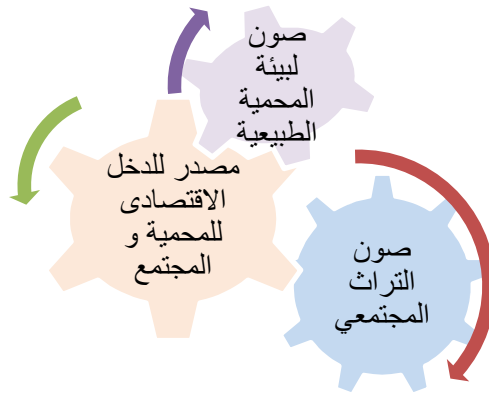 صون
لبيئة
المحمية
الطبيعية
مصدر للدخل
الاقتصادى
للمحمية و
المجتمع
صون
التراث
المجتمعي